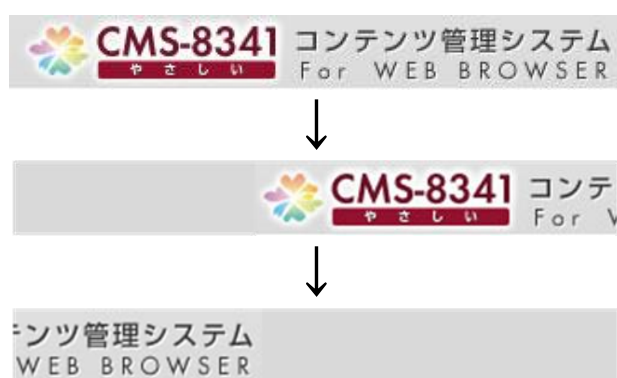 CMS-8341 コンテンツ管理システム
やさしい For WEB BROWSER
CMS-8341 コンテ
やさしい For W
テンツ管理システム
WEB BROWSER